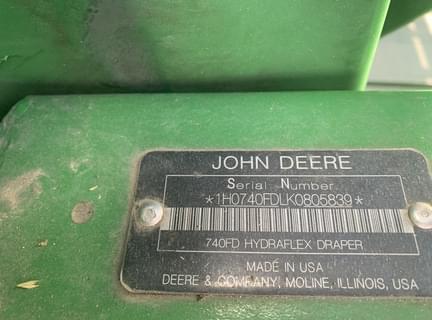 JOHN DEERE
Serial Number
*1H0740FDLK0805839*
740FD HYDRAFLEX DRAPER
MADE IN USA
DEERE & COMPANY, MOLINE, ILLINOIS, USA